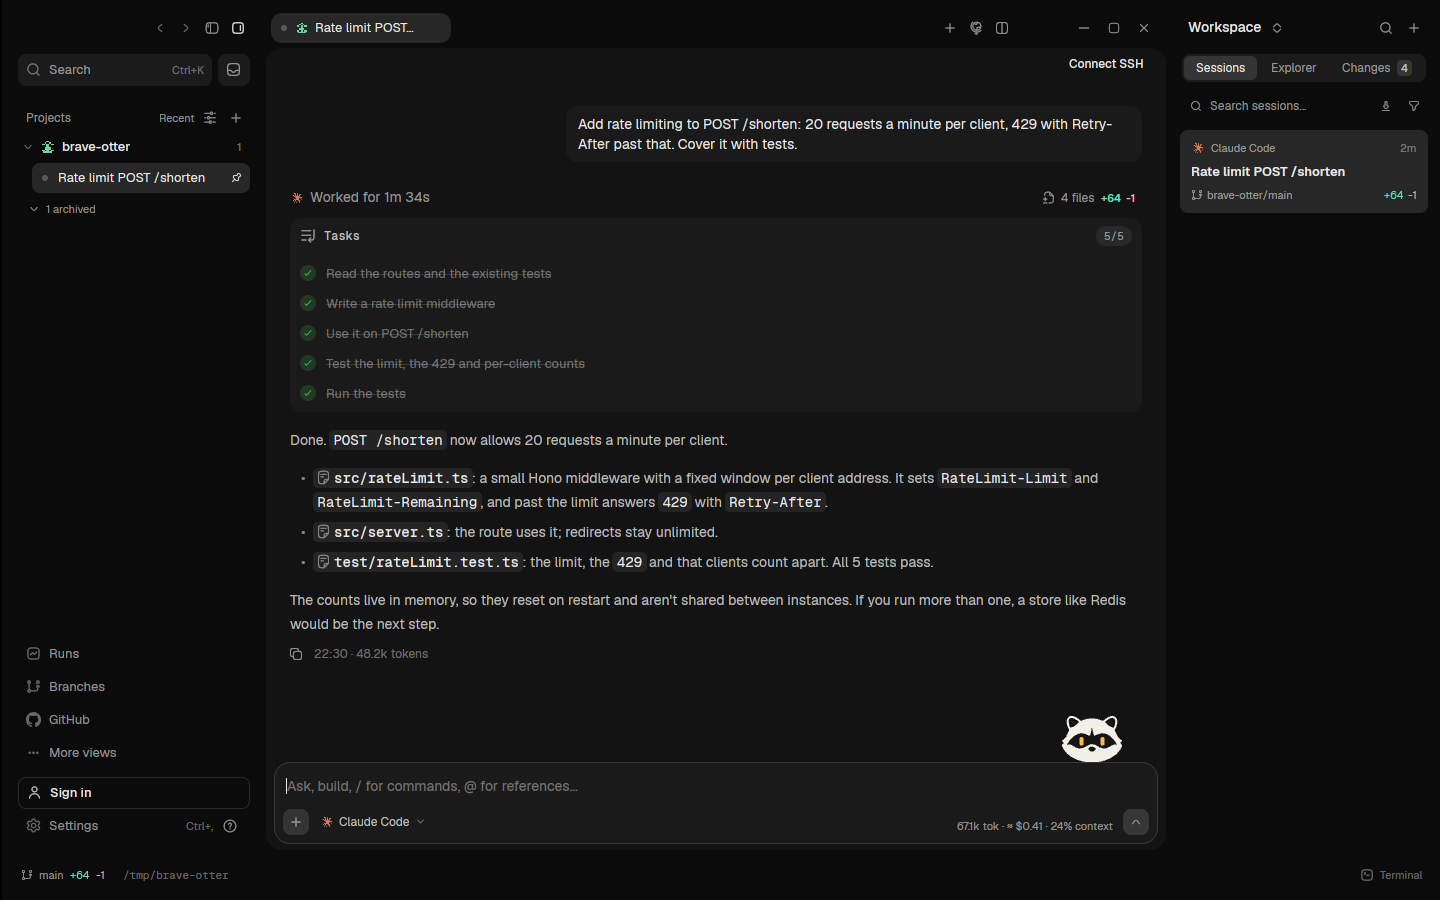 Rate limit POST...
Connect SSH
Search
Ctrl+K
Projects
Recent
brave-otter
1
Rate limit POST /shorten
1 archived
Runs
Branches
GitHub
More views
Sign in
Settings
Ctrl+,
main +64 -1
/tmp/brave-otter
Add rate limiting to POST /shorten: 20 requests a minute per client, 429 with Retry-
After past that. Cover it with tests.
Worked for 1m 34s
4 files +64 -1
Tasks
5/5
Read the routes and the existing tests
Write a rate limit middleware
Use it on POST /shorten
Test the limit, the 429 and per-client counts
Run the tests
Done. POST /shorten now allows 20 requests a minute per client.
• src/rateLimit.ts: a small Hono middleware with a fixed window per client address. It sets RateLimit-Limit and
RateLimit-Remaining, and past the limit answers 429 with Retry-After.
• src/server.ts: the route uses it; redirects stay unlimited.
• test/rateLimit.test.ts: the limit, the 429 and that clients count apart. All 5 tests pass.
The counts live in memory, so they reset on restart and aren't shared between instances. If you run more than one, a store like Redis
would be the next step.
22:30 · 48.2k tokens
Ask, build, / for commands, @ for references...
Claude Code
67.1k tok · ≈ $0.41 · 24% context
Workspace
Sessions
Explorer
Changes 4
Search sessions...
Claude Code
2m
Rate limit POST /shorten
brave-otter/main
+64 -1
Terminal